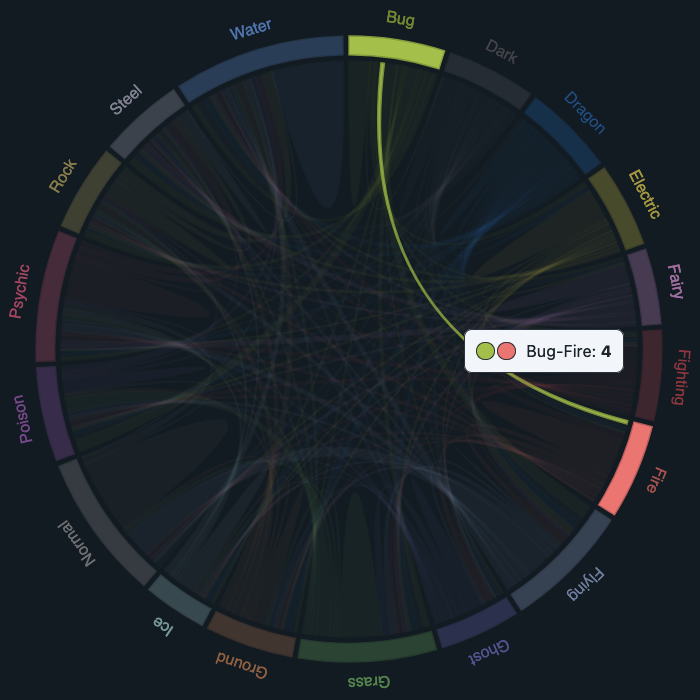 Bug
Dark
Dragon
Electric
Fairy
Fighting
Fire
Flying
Ghost
Grass
Ground
Ice
Normal
Poison
Psychic
Rock
Steel
Water
Bug-Fire: 4